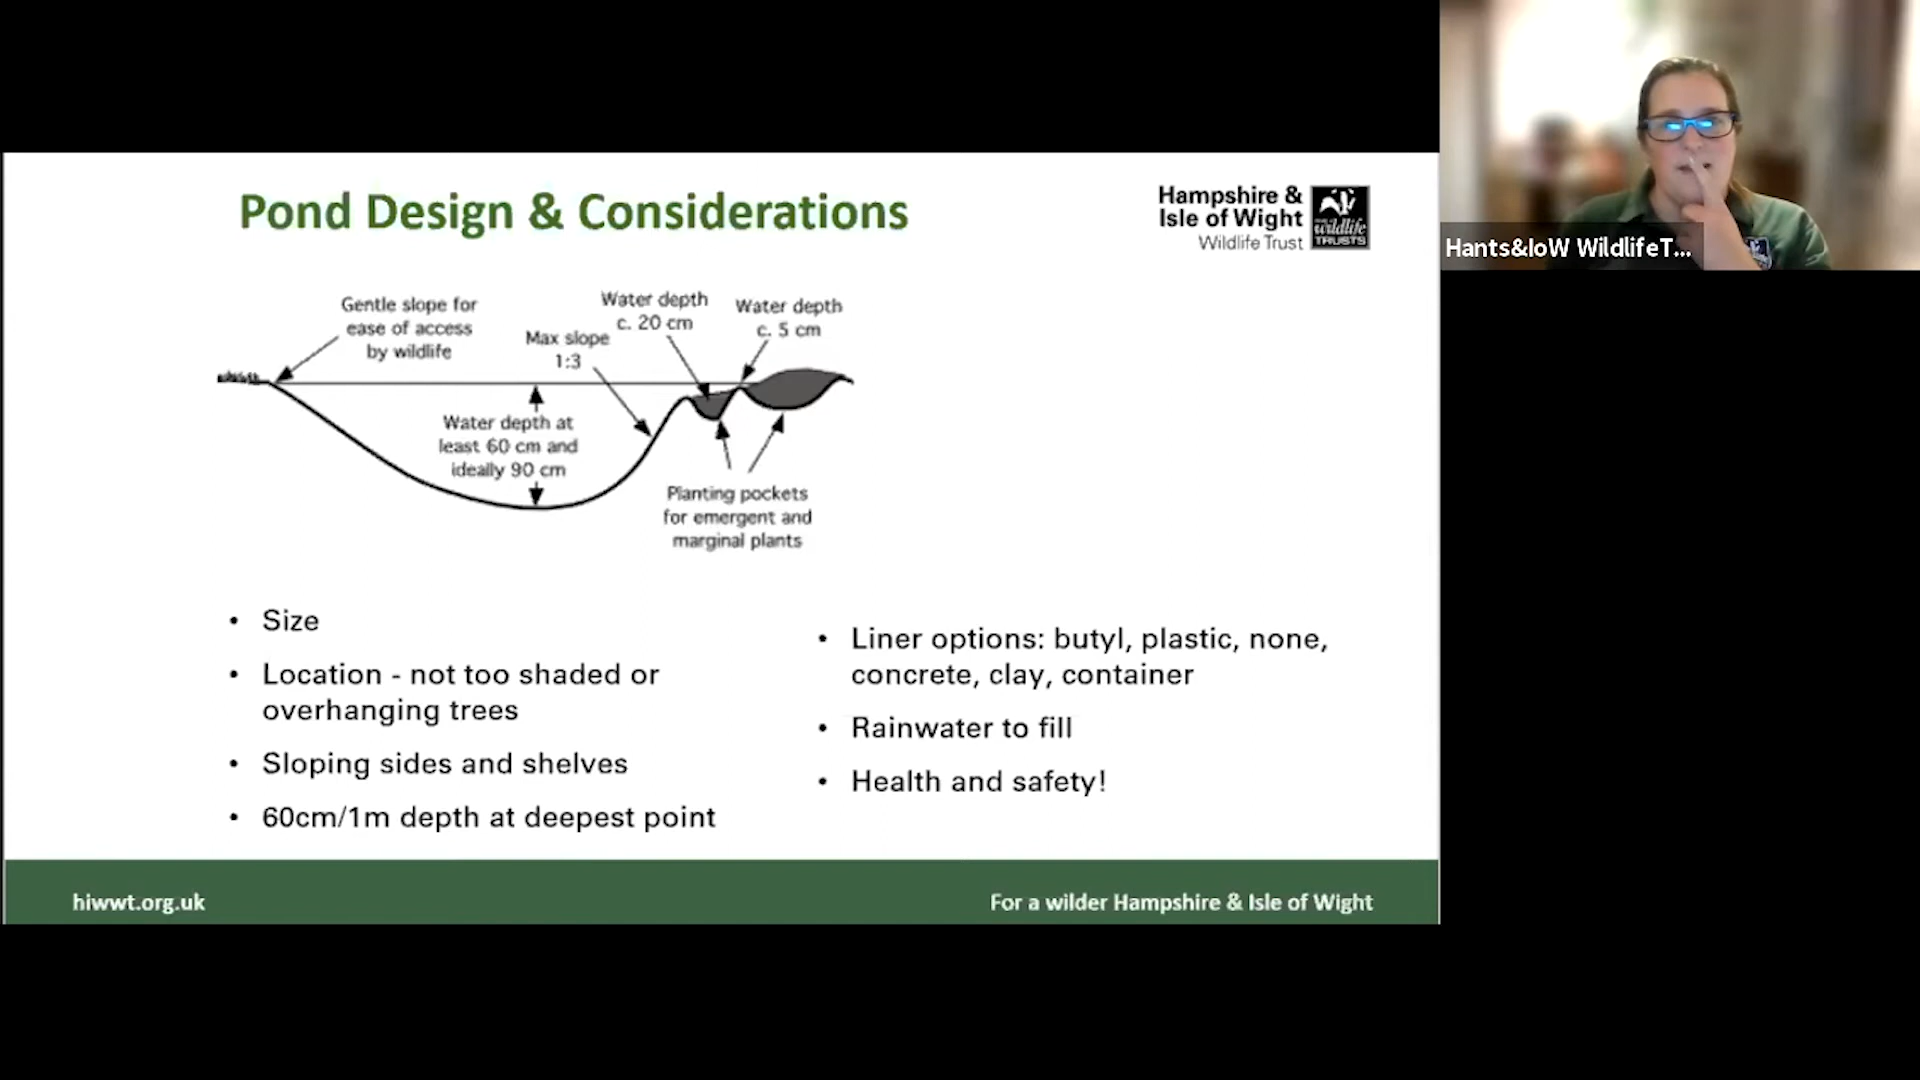 Pond Design & Considerations
Hampshire &
Isle of Wight
Wildlife Trust
wildlife
TRUSTS
Hants&IoW WildlifeT...
Gentle slope for
ease of access
by wildlife
Max slope
1:3
Water depth
c. 20 cm
Water depth
c. 5 cm
Water depth at
least 60 cm and
ideally 90 cm
Planting pockets
for emergent and
marginal plants
• Size
• Location - not too shaded or
overhanging trees
• Sloping sides and shelves
• 60cm/1m depth at deepest point
• Liner options: butyl, plastic, none,
concrete, clay, container
• Rainwater to fill
• Health and safety!
hiwwt.org.uk
For a wilder Hampshire & Isle of Wight